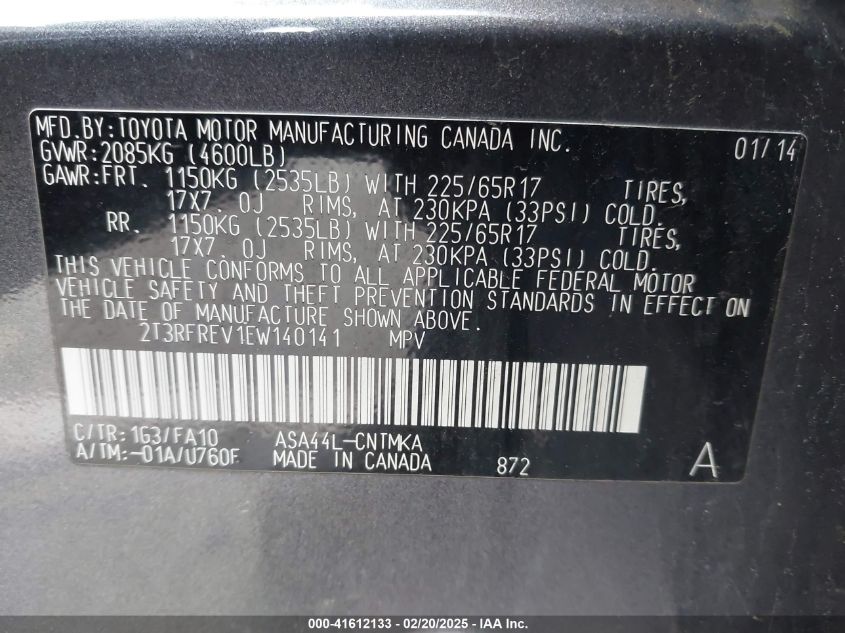 MFD.BY:TOYOTA MOTOR MANUFACTURING CANADA INC. 01/14
GVWR:2085KG (4600LB)
GAWR:FRT. 1150KG (2535LB) WITH 225/65R17 TIRES,
17X7.0J RIMS, AT 230KPA (33PSI) COLD.
RR. 1150KG (2535LB) WITH 225/65R17 TIRES,
17X7.0J RIMS, AT 230KPA (33PSI) COLD.
THIS VEHICLE CONFORMS TO ALL APPLICABLE FEDERAL MOTOR
VEHICLE SAFETY AND THEFT PREVENTION STANDARDS IN EFFECT ON
THE DATE OF MANUFACTURE SHOWN ABOVE.
2T3RFREV1EW140141 MPV
C/TR:1G3/FA10 ASA44L-CNTMKA
A/TM:-01A/U760F MADE IN CANADA 872 A
000-41612133 - 02/20/2025 - IAA Inc.